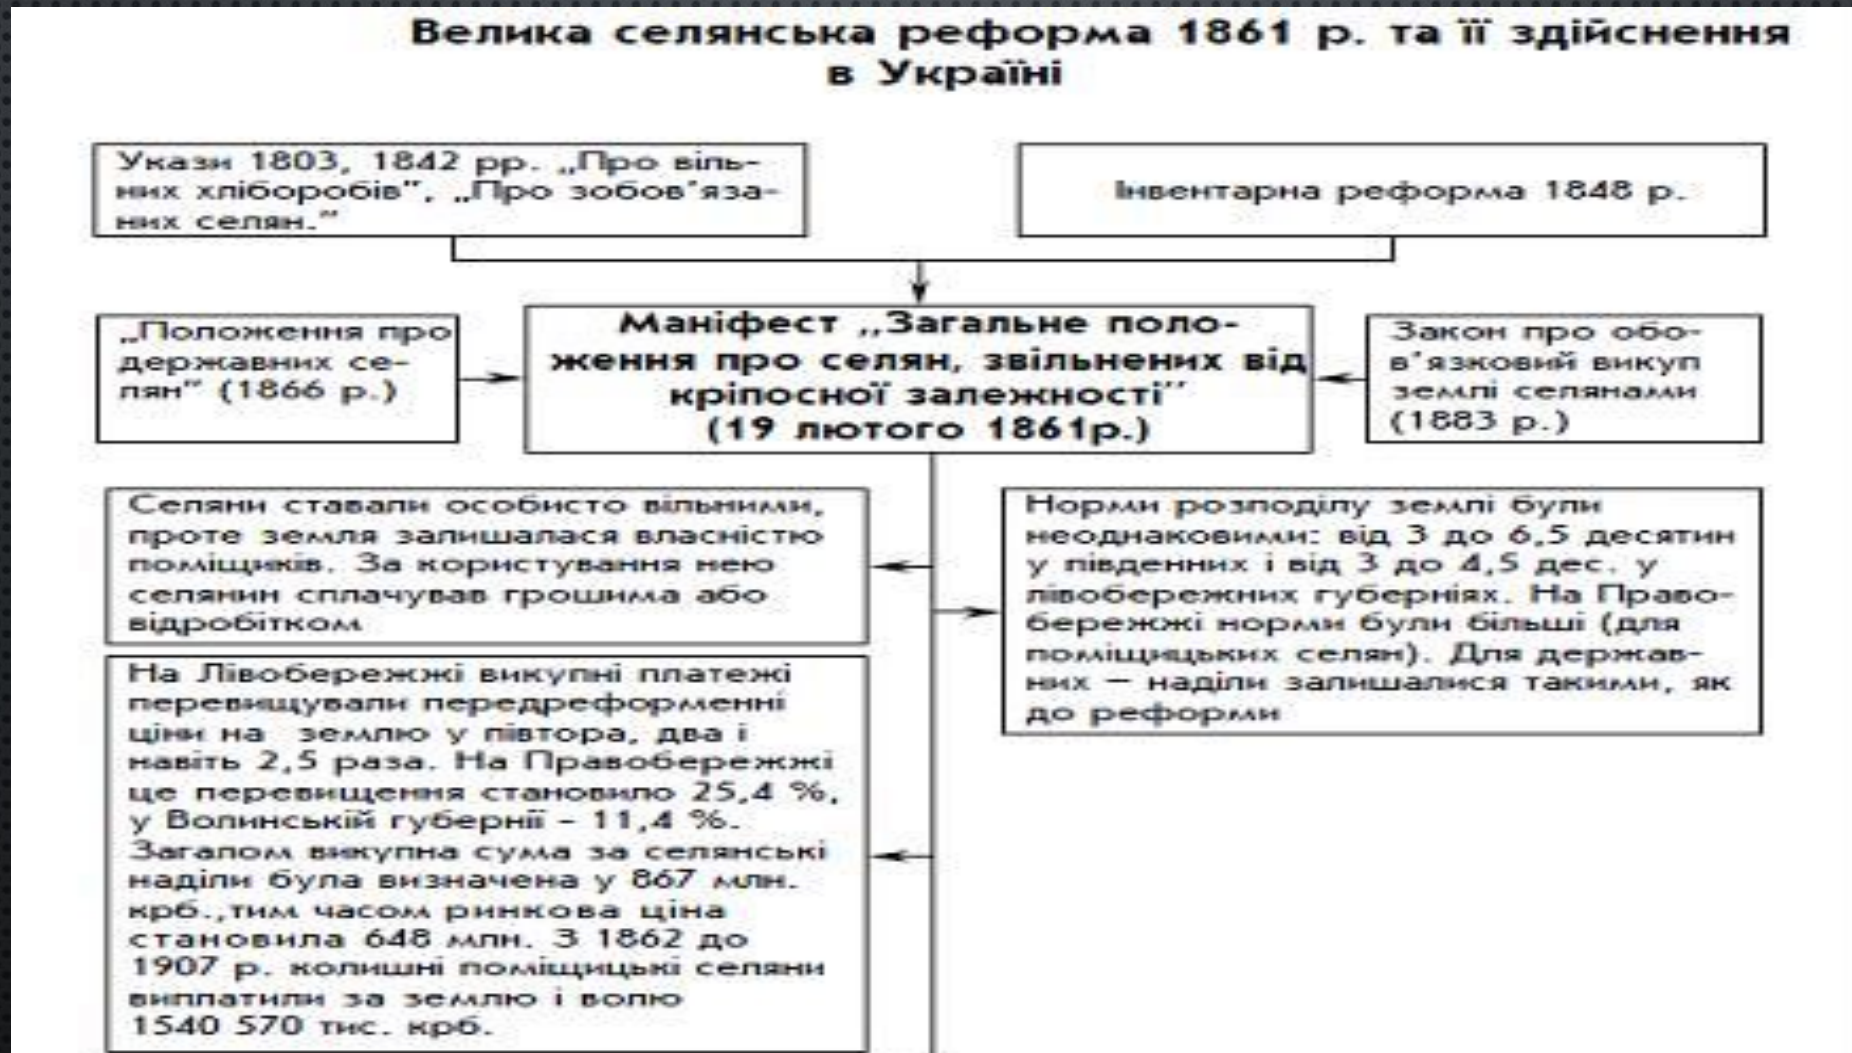 Велика селянська реформа 1861 р. та її здійснення
в Україні
Укази 1803, 1842 рр. „Про віль-
них хліборобів", „Про зобов'яза-
них селян."
Інвентарна реформа 1848 р.
„Положення про
державних се-
лян" (1866 р.)
Маніфест „Загальне поло-
ження про селян, звільнених від
кріпосної залежності"
(19 лютого 1861р.)
Закон про обо-
в'язковий викуп
землі селянами
(1883 р.)
Селяни ставали особисто вільними,
проте земля залишалася власністю
поміщиків. За користування нею
селянин сплачував грошима або
відробітком
Норми розподілу землі були
неоднаковими: від 3 до 6,5 десятин
у південних і від 3 до 4,5 дес. у
лівобережних губерніях. На Право-
бережжі норми були більші (для
поміщицьких селян). Для держав-
них — наділи залишалися такими, як
до реформи
На Лівобережжі викупні платежі
перевищували передреформенні
ціни на землю у півтора, два і
навіть 2,5 раза. На Правобережжі
це перевищення становило 25,4 %,
у Волинській губернії - 11,4 %.
Загалом викупна сума за селянські
наділи була визначена у 867 млн.
крб.,тим часом ринкова ціна
становила 648 млн. З 1862 до
1907 р. колишні поміщицькі селяни
виплатили за землю і волю
1540 570 тис. крб.